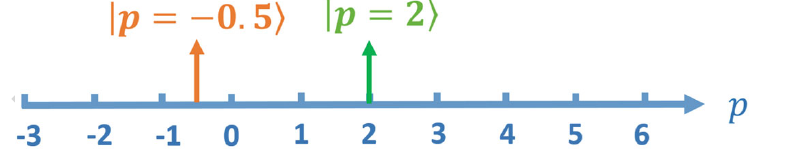 |p = −0.5⟩ |p = 2⟩
-3 -2 -1 0 1 2 3 4 5 6 p